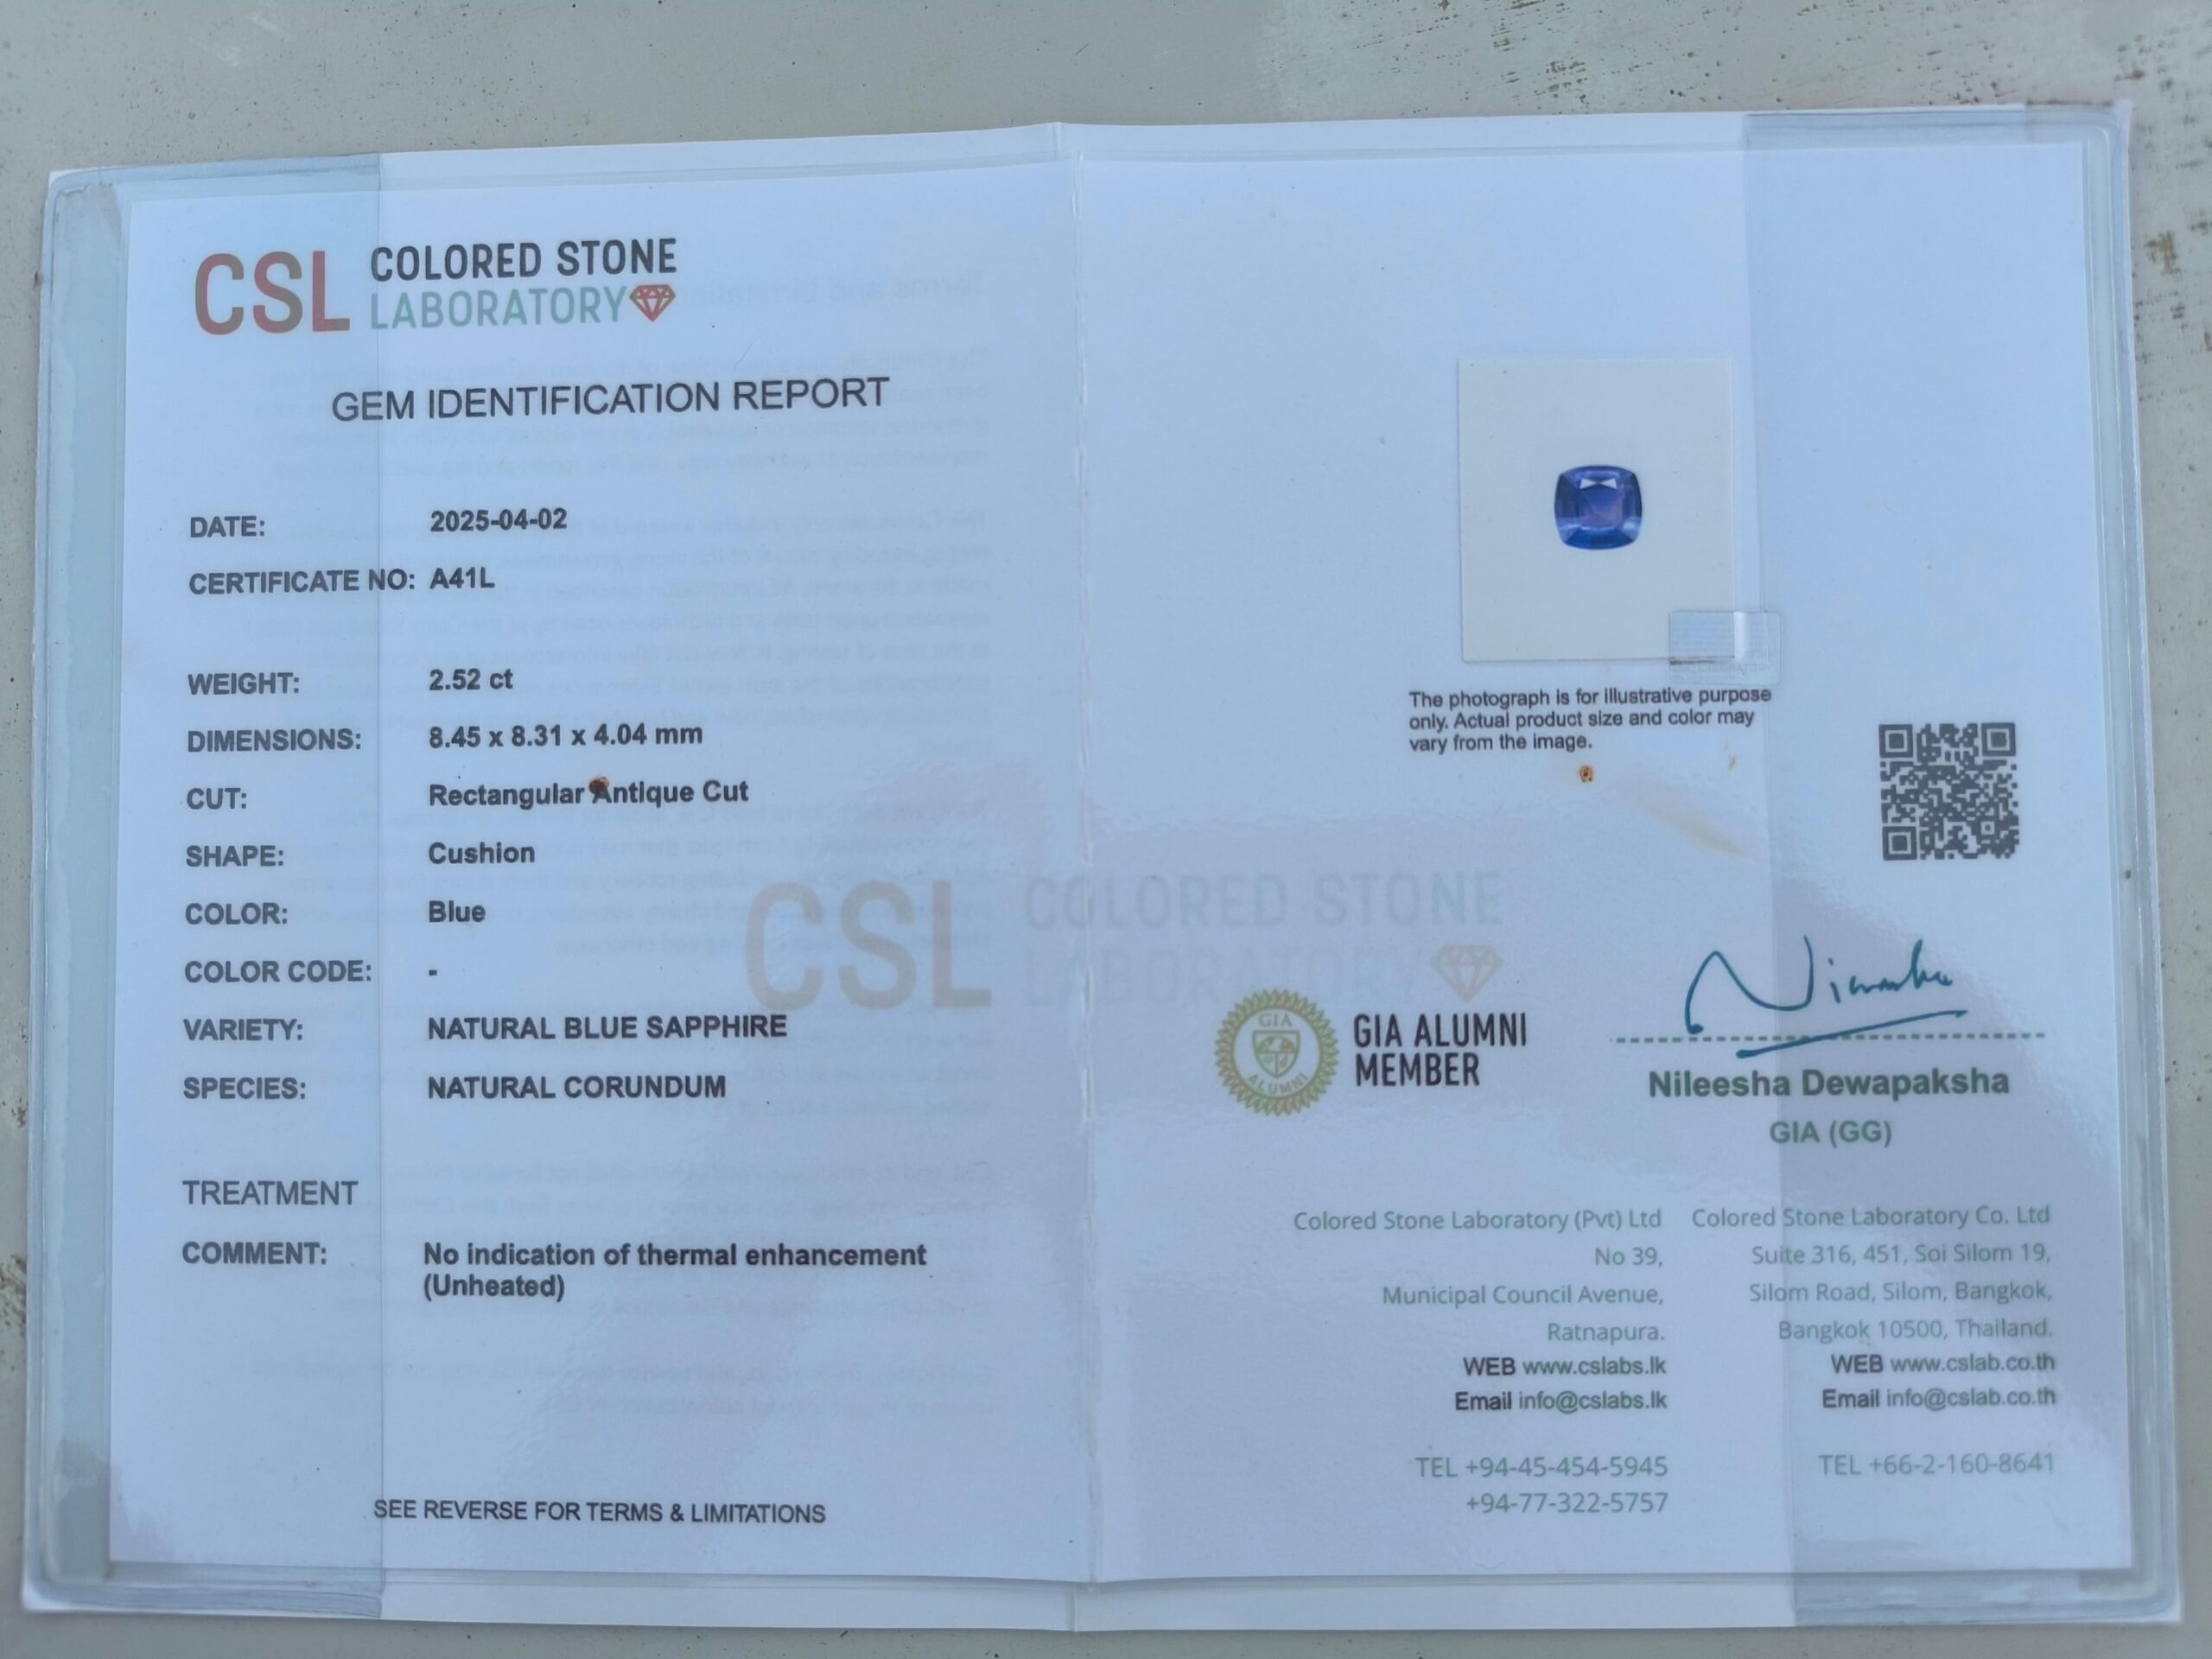 CSL COLORED STONE
LABORATORY
GEM IDENTIFICATION REPORT
DATE: 2025-04-02
CERTIFICATE NO: A41L
WEIGHT: 2.52 ct
DIMENSIONS: 8.45 x 8.31 x 4.04 mm
CUT: Rectangular Antique Cut
SHAPE: Cushion
COLOR: Blue
COLOR CODE: -
VARIETY: NATURAL BLUE SAPPHIRE
SPECIES: NATURAL CORUNDUM
TREATMENT
COMMENT: No indication of thermal enhancement
(Unheated)
SEE REVERSE FOR TERMS & LIMITATIONS
The photograph is for illustrative purpose
only. Actual product size and color may
vary from the image.
CSL COLORED STONE
LABORATORY
GIA
ALUMNI
GIA ALUMNI
MEMBER
Nileesha Dewapaksha
GIA (GG)
Colored Stone Laboratory (Pvt) Ltd
No 39,
Municipal Council Avenue,
Ratnapura.
WEB www.cslabs.lk
Email info@cslabs.lk
TEL +94-45-454-5945
+94-77-322-5757
Colored Stone Laboratory Co. Ltd
Suite 316, 451, Soi Silom 19,
Silom Road, Silom, Bangkok,
Bangkok 10500, Thailand.
WEB www.cslab.co.th
Email info@cslab.co.th
TEL +66-2-160-8641